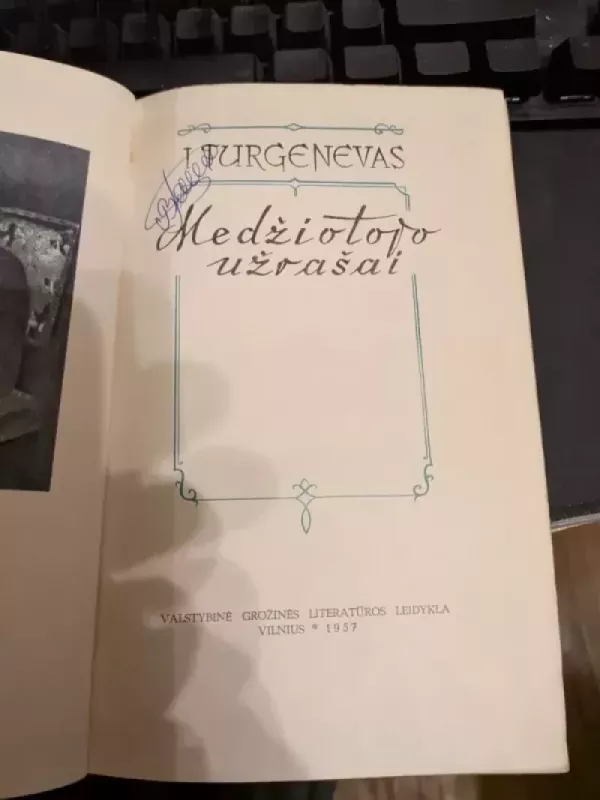 I. TURGENEVAS
Medžiotojo
užrašai
VALSTYBINĖ GROŽINĖS LITERATŪROS LEIDYKLA
VILNIUS * 1957